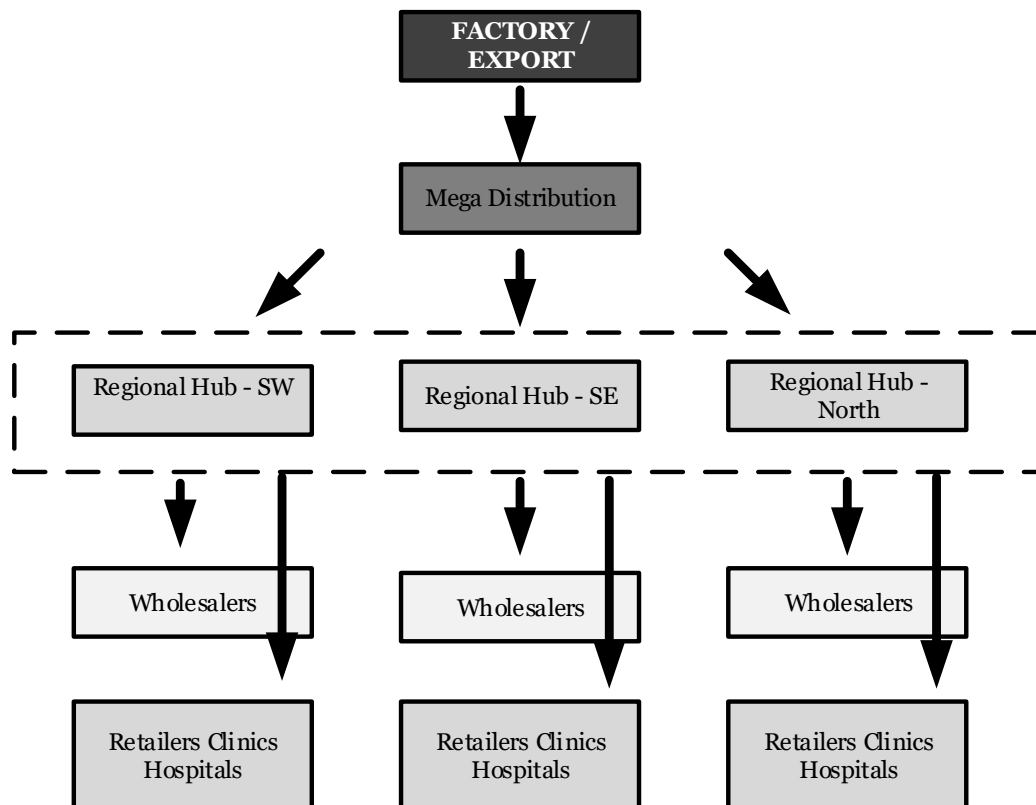 FACTORY /
EXPORT
Mega Distribution
Regional Hub - SW
Regional Hub - SE
Regional Hub -
North
Wholesalers
Wholesalers
Wholesalers
Retailers Clinics
Hospitals
Retailers Clinics
Hospitals
Retailers Clinics
Hospitals